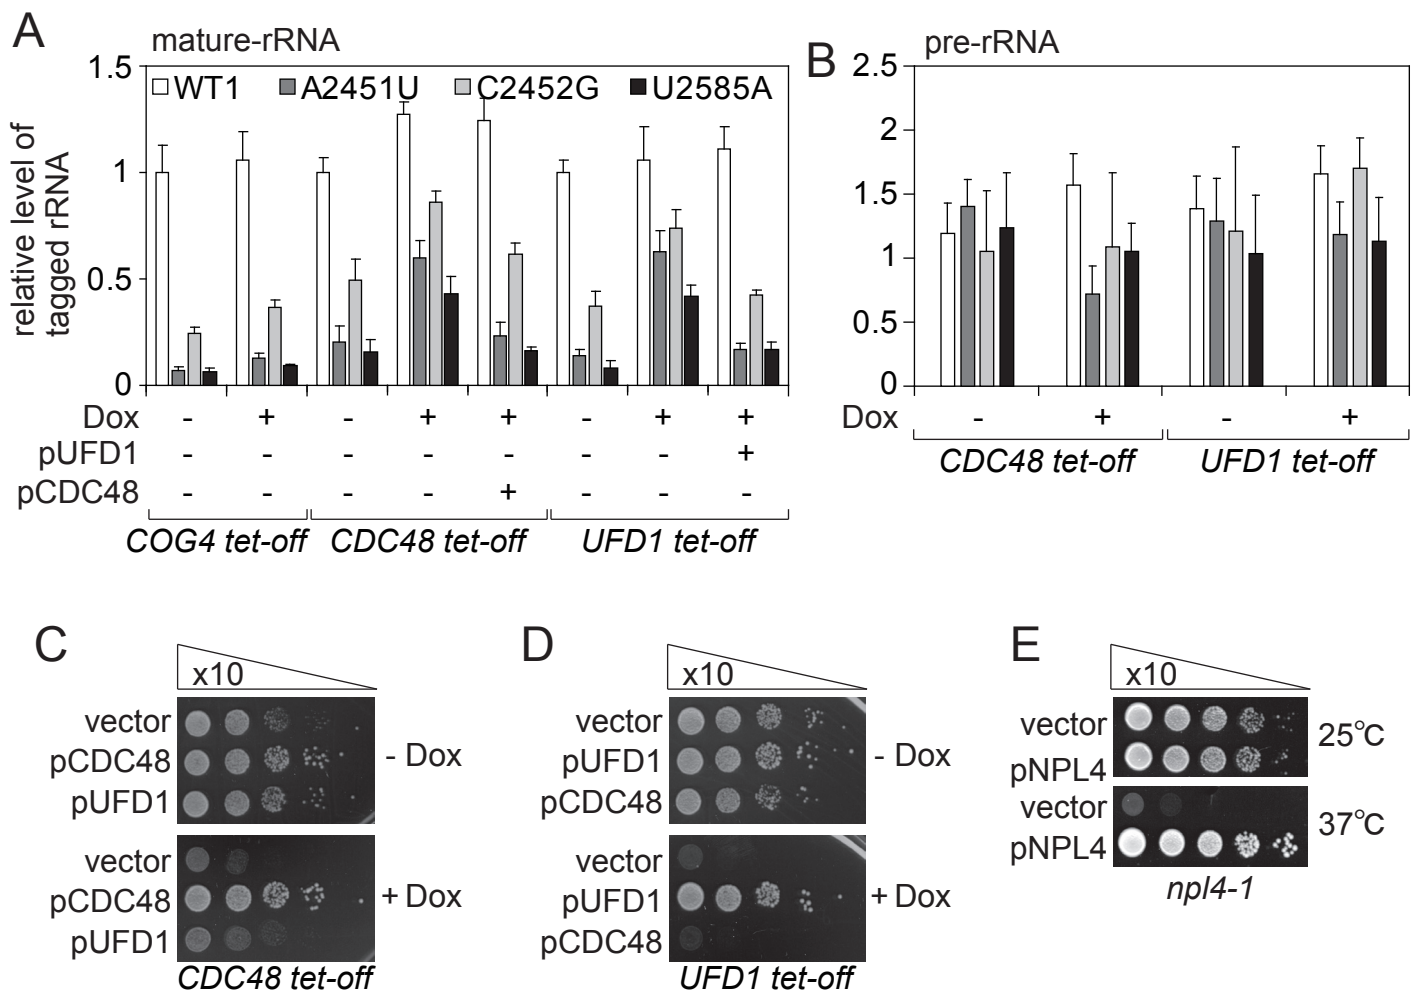 A
mature-rRNA
relative level of
tagged rRNA
1.5
1
0.5
0
WT1 A2451U C2452G U2585A
Dox - + - + + - + +
pUFD1 - - - - - - - +
pCDC48 - - - - + - - -
COG4 tet-off CDC48 tet-off UFD1 tet-off
B
pre-rRNA
2.5
2
1.5
1
0.5
0
Dox - + - +
CDC48 tet-off UFD1 tet-off
C
x10
vector
pCDC48
pUFD1
- Dox
vector
pCDC48
pUFD1
+ Dox
CDC48 tet-off
D
x10
vector
pUFD1
pCDC48
- Dox
vector
pUFD1
pCDC48
+ Dox
UFD1 tet-off
E
x10
vector
pNPL4
25°C
vector
pNPL4
37°C
npl4-1